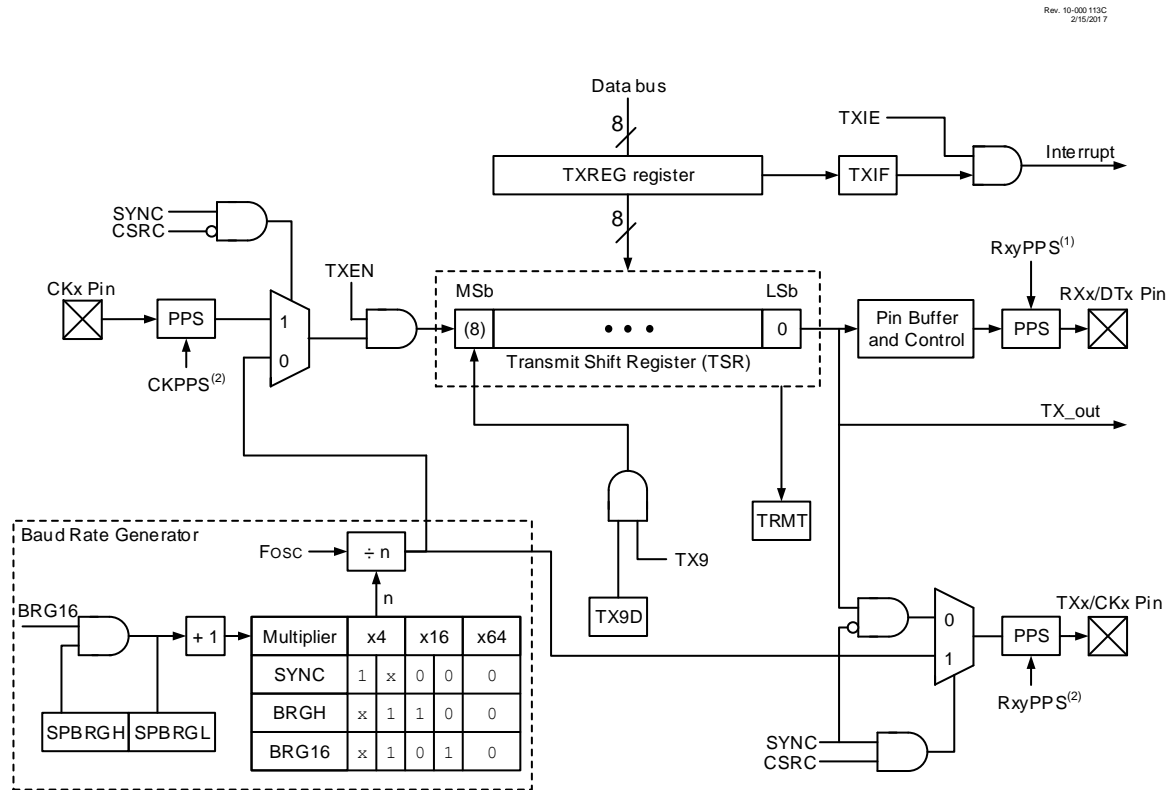 Rev. 10-000 113C
2/15/201 7
Data bus
8
TXIE
Interrupt
TXREG register
TXIF
8
SYNC
CSRC
RxyPPS(1)
CKx Pin
TXEN
MSb
LSb
RXx/DTx Pin
PPS
1
(8)
• • •
0
Pin Buffer
and Control
PPS
0
Transmit Shift Register (TSR)
CKPPS(2)
TX_out
TRMT
Baud Rate Generator
FOSC
÷ n
TX9
n
BRG16
TX9D
TXx/CKx Pin
+ 1
Multiplier x4 x16 x64
0
PPS
SYNC 1 x 0 0 0
1
BRGH x 1 1 0 0
RxyPPS(2)
SPBRGH SPBRGL
BRG16 x 1 0 1 0
SYNC
CSRC